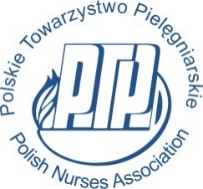 Polskie Towarzystwo Pielęgniarskie
PTP
Polish Nurses Association